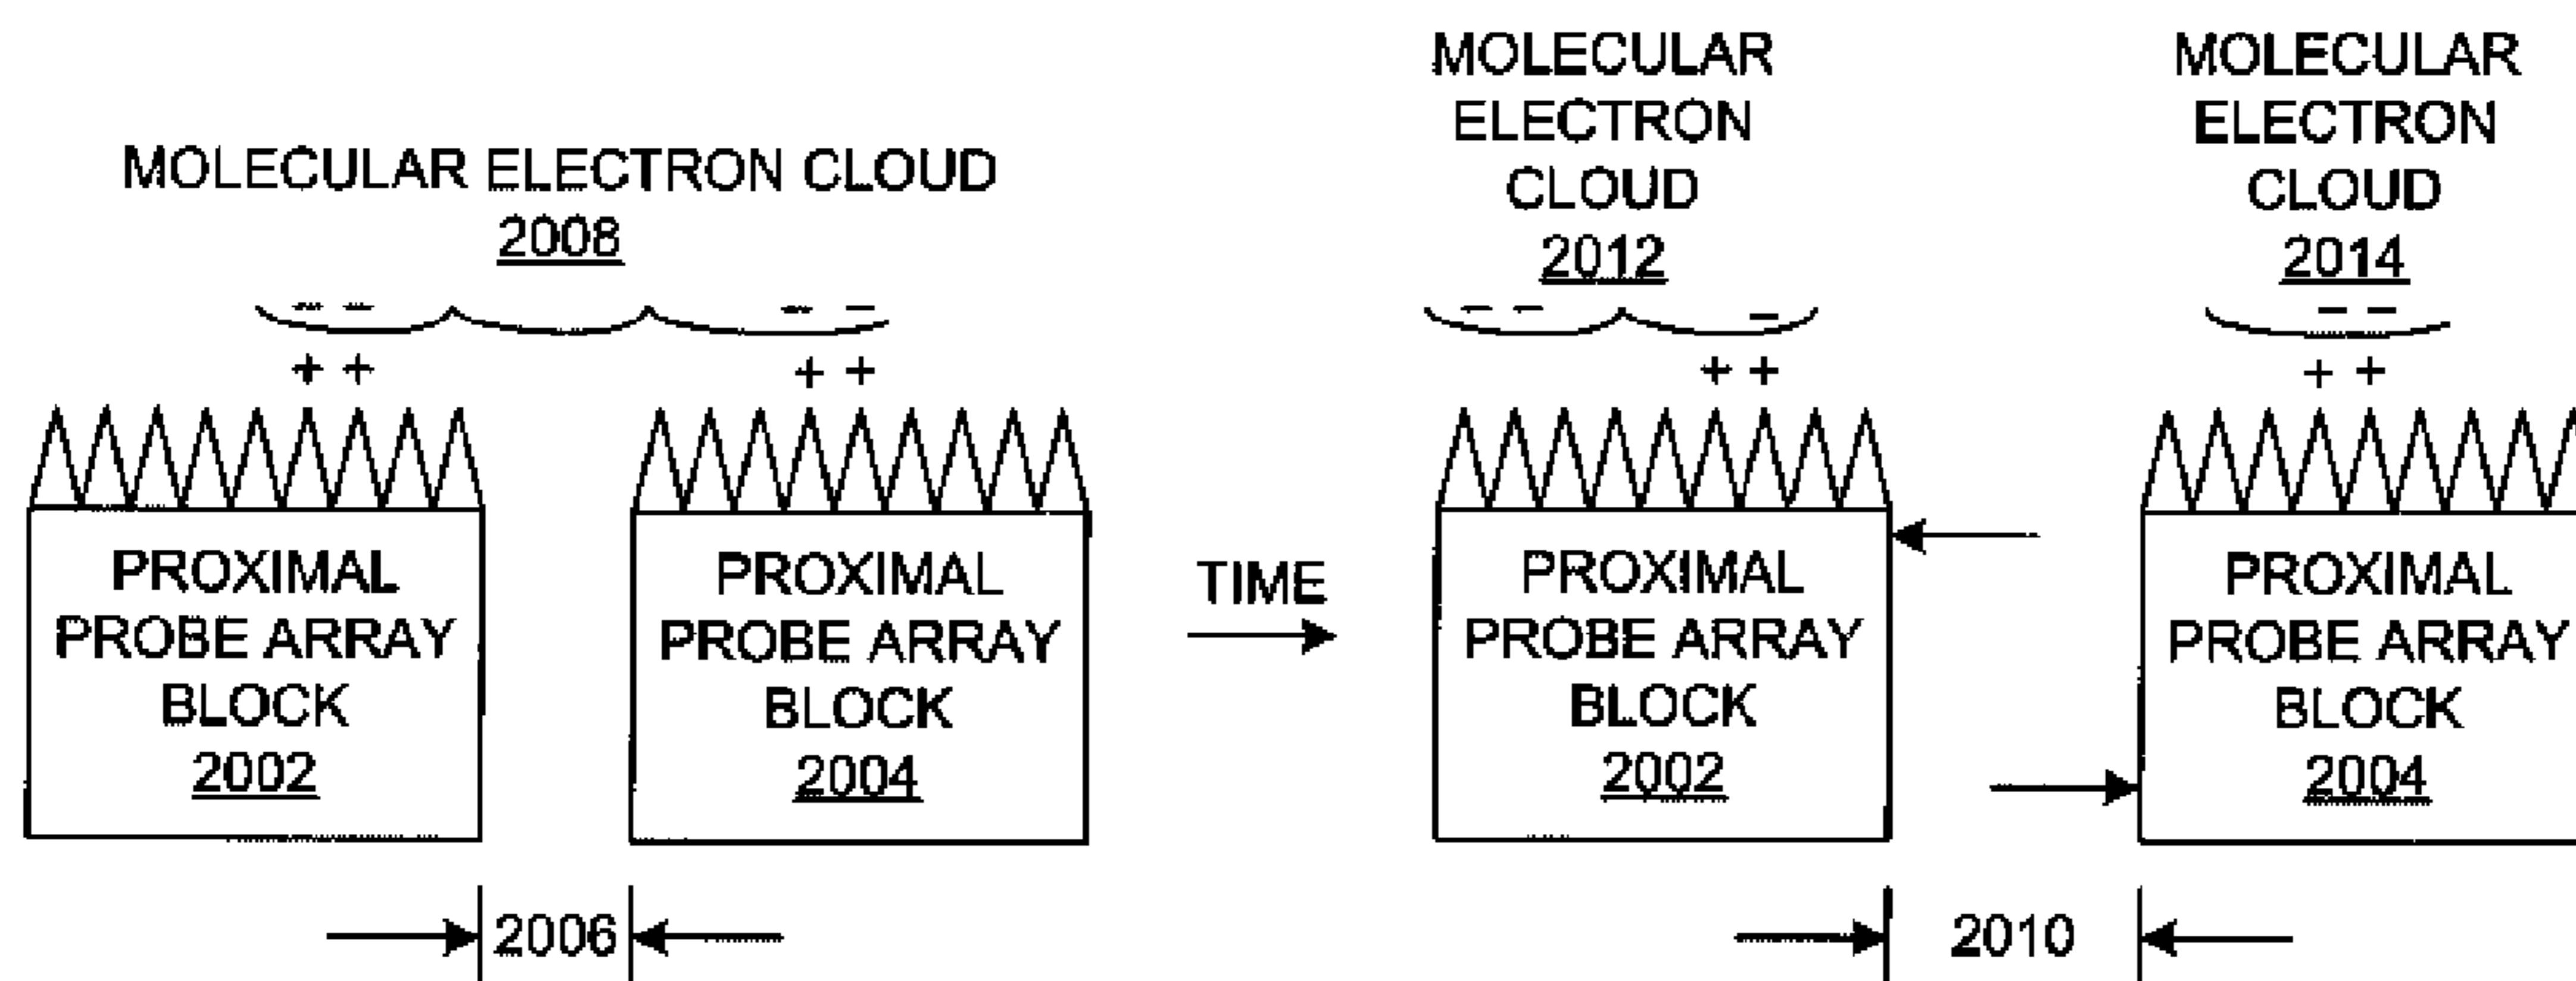 MOLECULAR ELECTRON CLOUD
2008
− − − −
+ + + +
PROXIMAL
PROBE ARRAY
BLOCK
2002
PROXIMAL
PROBE ARRAY
BLOCK
2004
2006
TIME
MOLECULAR
ELECTRON
CLOUD
2012
− − −
+ +
MOLECULAR
ELECTRON
CLOUD
2014
− −
+ +
PROXIMAL
PROBE ARRAY
BLOCK
2002
PROXIMAL
PROBE ARRAY
BLOCK
2004
2010